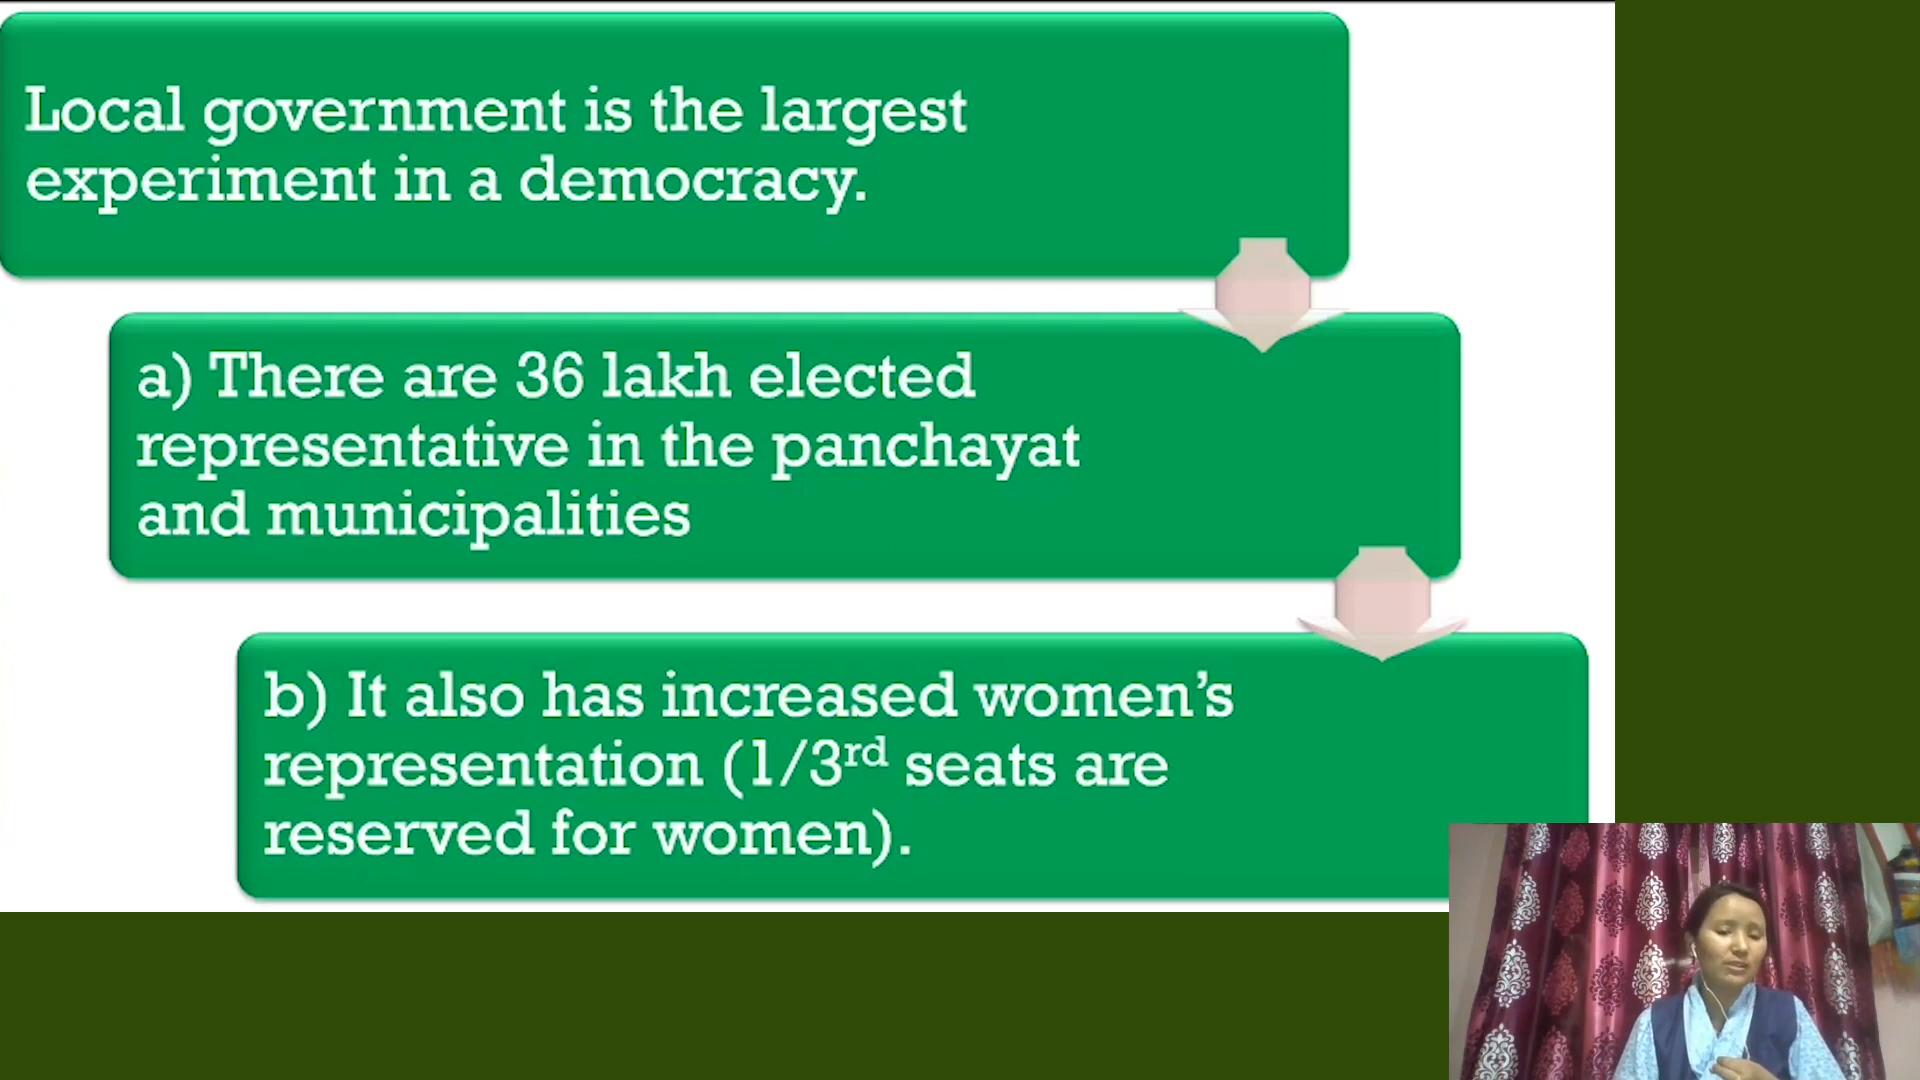 Local government is the largest
experiment in a democracy.
a) There are 36 lakh elected
representative in the panchayat
and municipalities
b) It also has increased women’s
representation (1/3rd seats are
reserved for women).